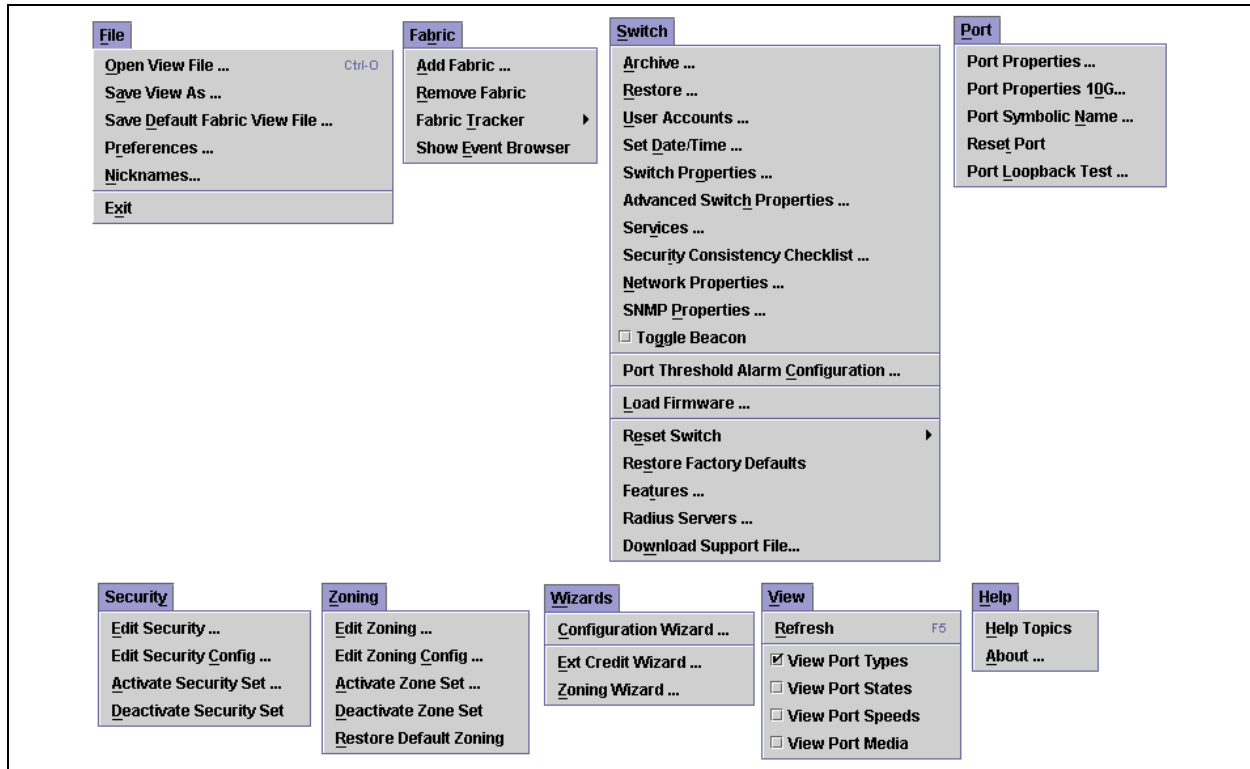 File
Open View File ... Ctrl-O
Save View As ...
Save Default Fabric View File ...
Preferences ...
Nicknames...
Exit
Fabric
Add Fabric ...
Remove Fabric
Fabric Tracker
Show Event Browser
Switch
Archive ...
Restore ...
User Accounts ...
Set Date/Time ...
Switch Properties ...
Advanced Switch Properties ...
Services ...
Security Consistency Checklist ...
Network Properties ...
SNMP Properties ...
Toggle Beacon
Port Threshold Alarm Configuration ...
Load Firmware ...
Reset Switch
Restore Factory Defaults
Features ...
Radius Servers ...
Download Support File...
Port
Port Properties ...
Port Properties 10G...
Port Symbolic Name ...
Reset Port
Port Loopback Test ...
Security
Edit Security ...
Edit Security Config ...
Activate Security Set ...
Deactivate Security Set
Zoning
Edit Zoning ...
Edit Zoning Config ...
Activate Zone Set ...
Deactivate Zone Set
Restore Default Zoning
Wizards
Configuration Wizard ...
Ext Credit Wizard ...
Zoning Wizard ...
View
Refresh F5
View Port Types
View Port States
View Port Speeds
View Port Media
Help
Help Topics
About ...